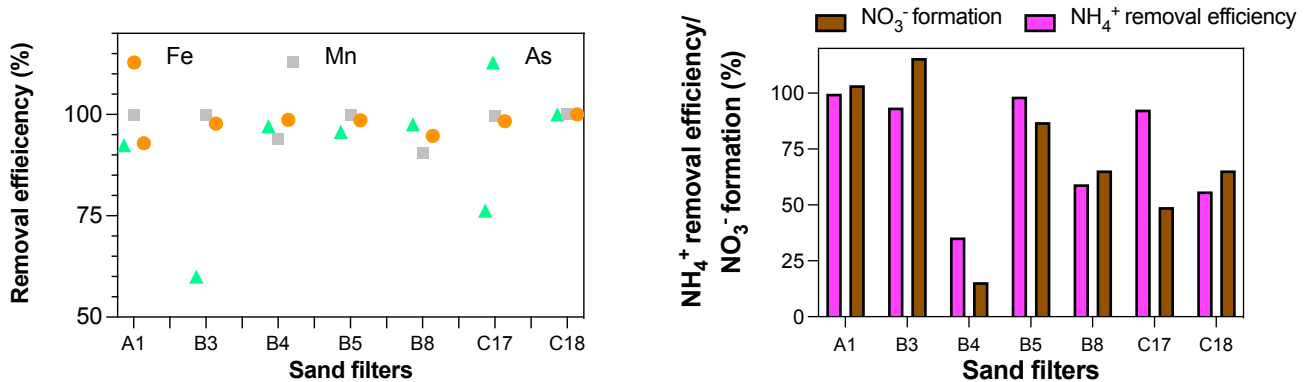 Removal effieicency (%)
Fe
Mn
As
100
75
50
A1
B3
B4
B5
B8
C17
C18
Sand filters
NO₃⁻ formation
NH₄⁺ removal efficiency
NH₄⁺ removal efficiency/
NO₃⁻ formation (%)
100
75
50
25
0
A1
B3
B4
B5
B8
C17
C18
Sand filters